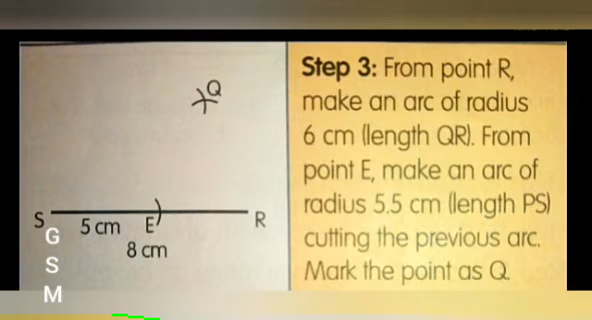 Q
S
5 cm
E
R
8 cm
G
S
M
Step 3: From point R,
make an arc of radius
6 cm (length QR). From
point E, make an arc of
radius 5.5 cm (length PS)
cutting the previous arc.
Mark the point as Q.